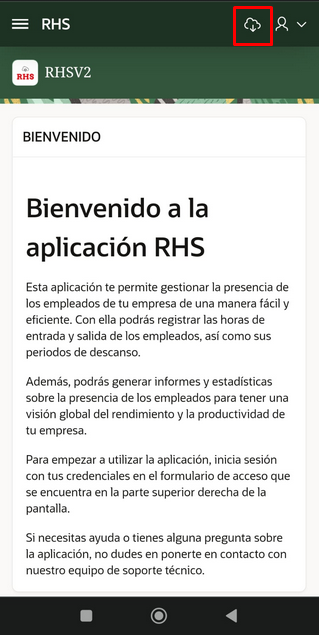 RHS
RHS
RHSV2
BIENVENIDO
Bienvenido a la
aplicación RHS
Esta aplicación te permite gestionar la presencia de
los empleados de tu empresa de una manera fácil y
eficiente. Con ella podrás registrar las horas de
entrada y salida de los empleados, así como sus
periodos de descanso.
Además, podrás generar informes y estadísticas
sobre la presencia de los empleados para tener una
visión global del rendimiento y la productividad de
tu empresa.
Para empezar a utilizar la aplicación, inicia sesión
con tus credenciales en el formulario de acceso que
se encuentra en la parte superior derecha de la
pantalla.
Si necesitas ayuda o tienes alguna pregunta sobre
la aplicación, no dudes en ponerte en contacto con
nuestro equipo de soporte técnico.